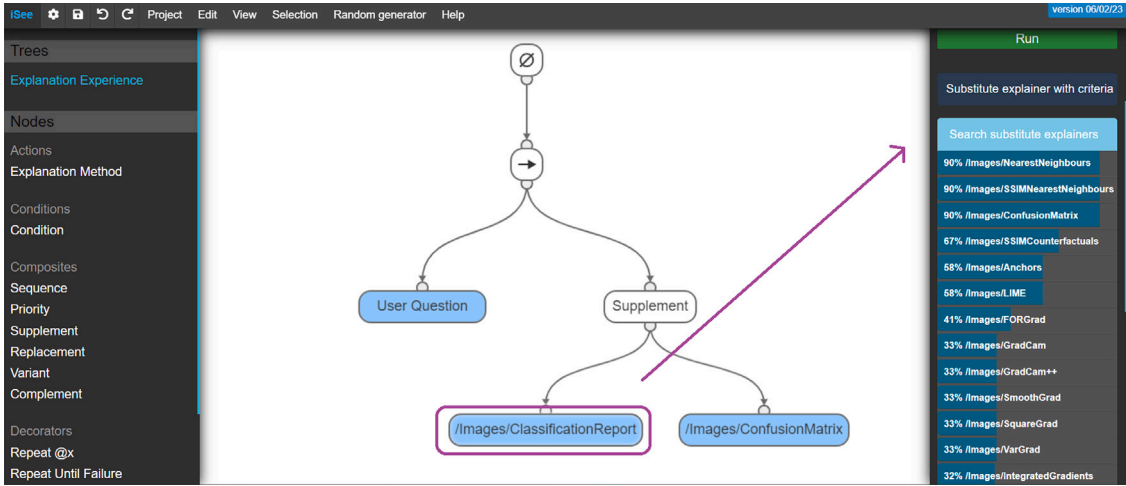 iSee Project Edit View Selection Random generator Help
version 06/02/23
Trees
Explanation Experience
Nodes
Actions
Explanation Method
Conditions
Condition
Composites
Sequence
Priority
Supplement
Replacement
Variant
Complement
Decorators
Repeat @x
Repeat Until Failure
Ø
→
User Question
Supplement
/Images/ClassificationReport
/Images/ConfusionMatrix
Run
Substitute explainer with criteria
Search substitute explainers
90% /Images/NearestNeighbours
90% /Images/SSIMNearestNeighbours
90% /Images/ConfusionMatrix
67% /Images/SSIMCounterfactuals
58% /Images/Anchors
58% /Images/LIME
41% /Images/FORGrad
33% /Images/GradCam
33% /Images/GradCam++
33% /Images/SmoothGrad
33% /Images/SquareGrad
33% /Images/VarGrad
32% /Images/IntegratedGradients